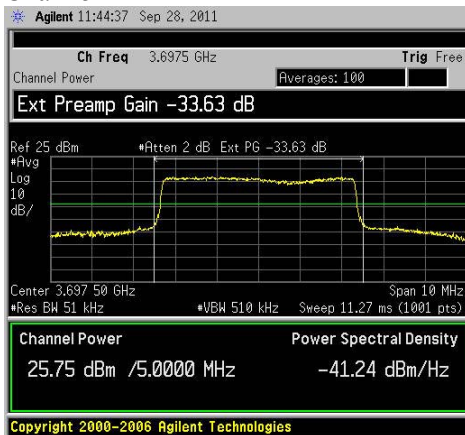 Agilent 11:44:37 Sep 28, 2011
Ch Freq 3.6975 GHz Trig Free
Channel Power Averages: 100
Ext Preamp Gain -33.63 dB
Ref 25 dBm #Atten 2 dB Ext PG -33.63 dB
#Avg
Log
10
dB/
Center 3.697 50 GHz Span 10 MHz
#Res BW 51 kHz #VBW 510 kHz Sweep 11.27 ms (1001 pts)
Channel Power Power Spectral Density
25.75 dBm /5.0000 MHz -41.24 dBm/Hz
Copyright 2000-2006 Agilent Technologies